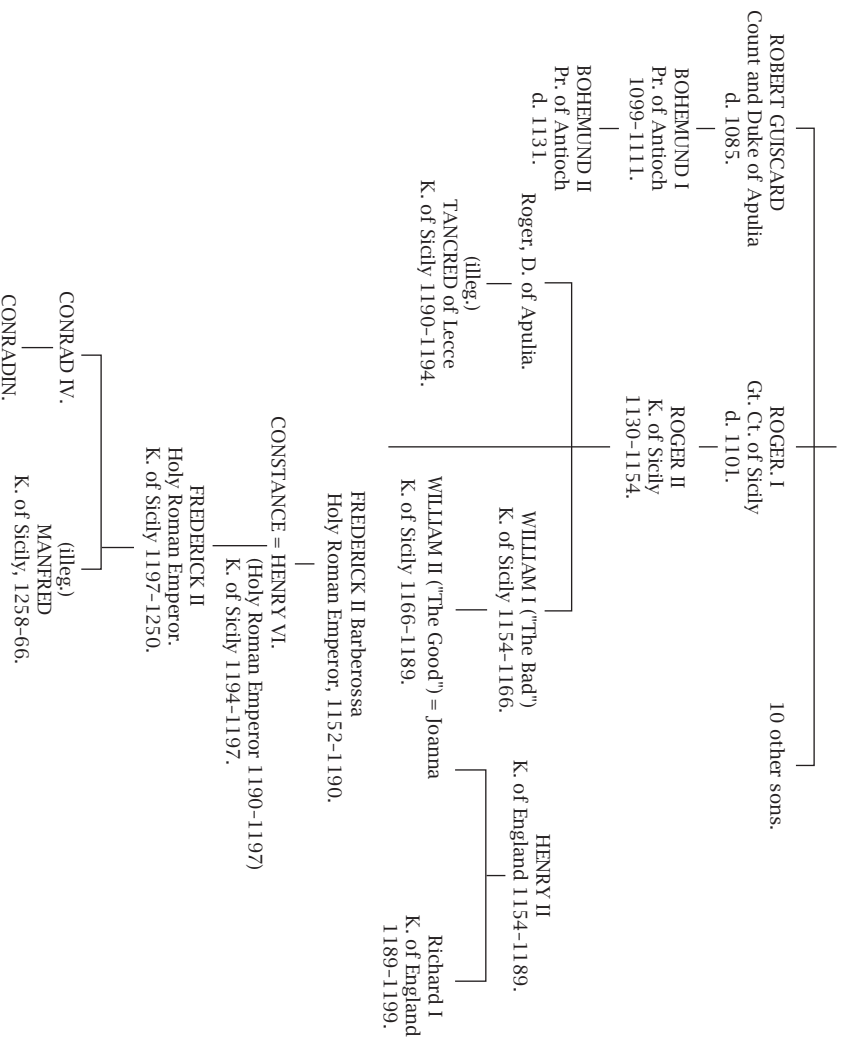 ROBERT GUISCARD
Count and Duke of Apulia
d. 1085.
ROGER. I
Gt. Ct. of Sicily
d. 1101.
10 other sons.
BOHEMUND I
Pr. of Antioch
1099–1111.
ROGER II
K. of Sicily
1130–1154.
BOHEMUND II
Pr. of Antioch
d. 1131.
Roger, D. of Apulia.
WILLIAM I ("The Bad")
K. of Sicily 1154–1166.
HENRY II
K. of England 1154–1189.
(illeg.)
TANCRED of Lecce
K. of Sicily 1190–1194.
WILLIAM II ("The Good") = Joanna
K. of Sicily 1166–1189.
Richard I
K. of England
1189–1199.
FREDERICK II Barberossa
Holy Roman Emperor, 1152–1190.
CONSTANCE = HENRY VI.
(Holy Roman Emperor 1190–1197)
K. of Sicily 1194–1197.
FREDERICK II
Holy Roman Emperor.
K. of Sicily 1197–1250.
CONRAD IV.
(illeg.)
MANFRED
K. of Sicily, 1258–66.
CONRADIN.